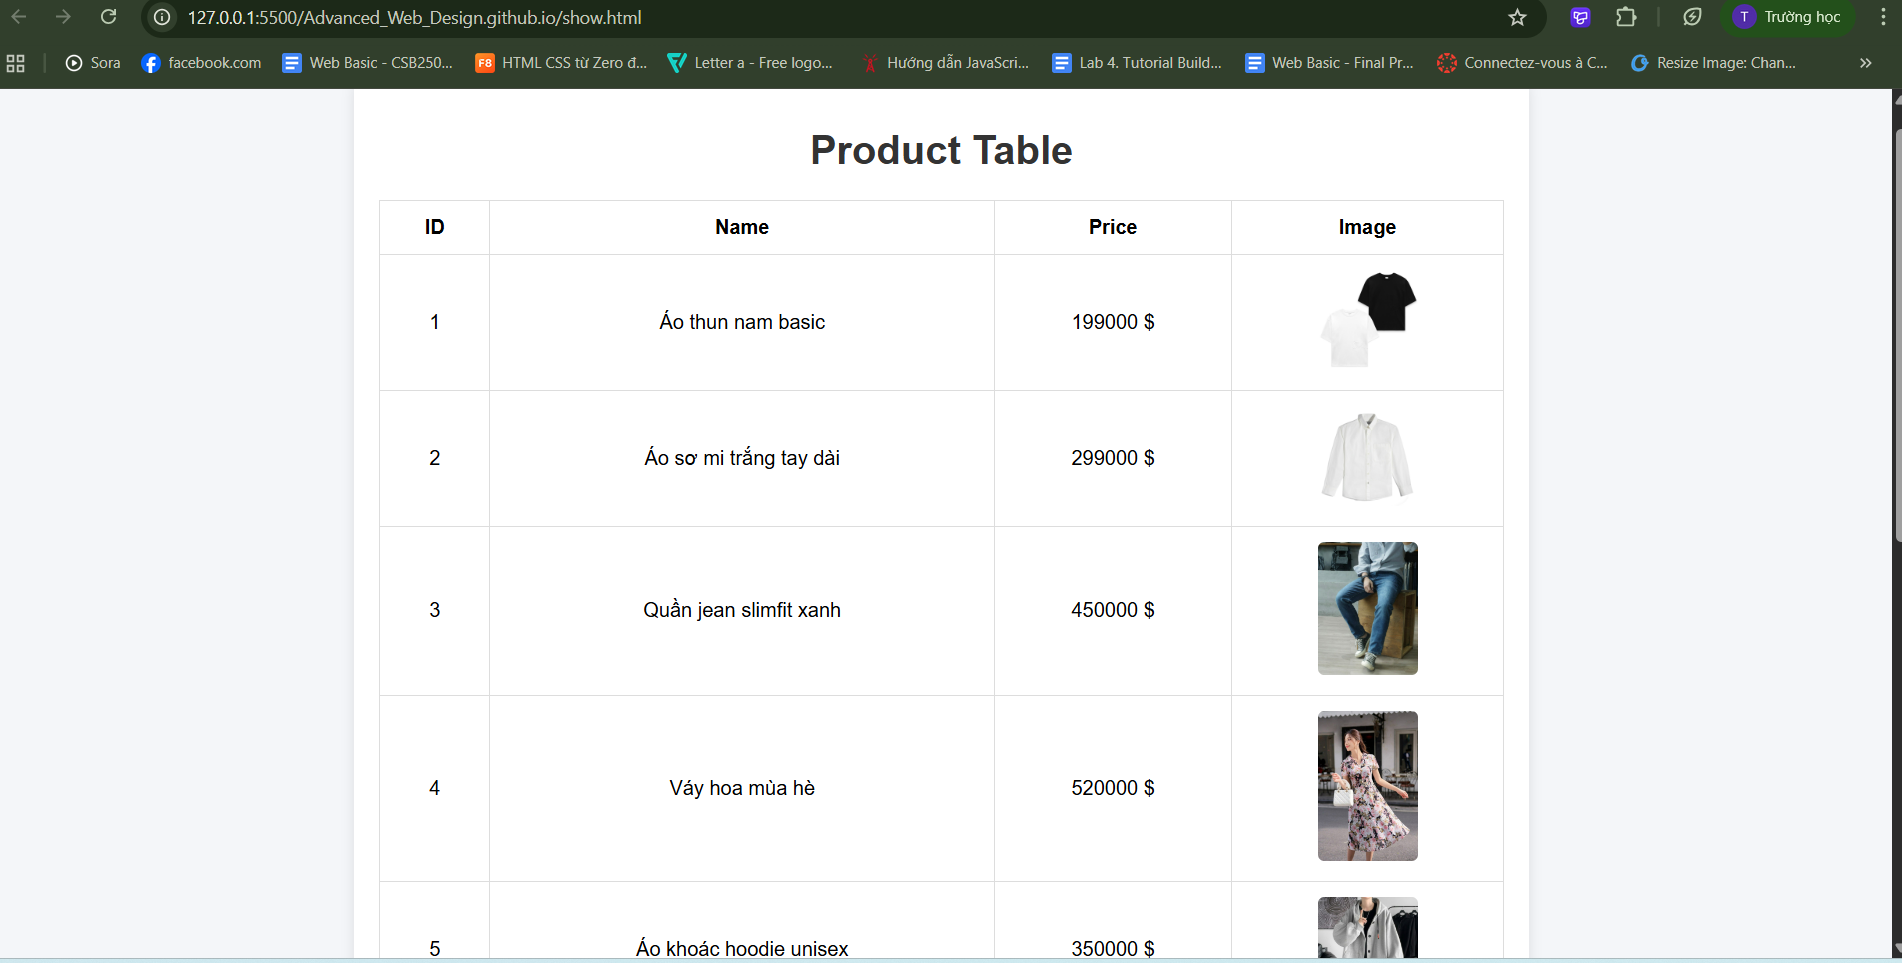 127.0.0.1:5500/Advanced_Web_Design.github.io/show.html
T Trường học
Sora facebook.com Web Basic - CSB250... F8 HTML CSS từ Zero đ... Letter a - Free logo... Hướng dẫn JavaScri... Lab 4. Tutorial Build... Web Basic - Final Pr... Connectez-vous à C... Resize Image: Chan...
Product Table
ID Name Price Image
1 Áo thun nam basic 199000 $
2 Áo sơ mi trắng tay dài 299000 $
3 Quần jean slimfit xanh 450000 $
4 Váy hoa mùa hè 520000 $
5 Áo khoác hoodie unisex 350000 $